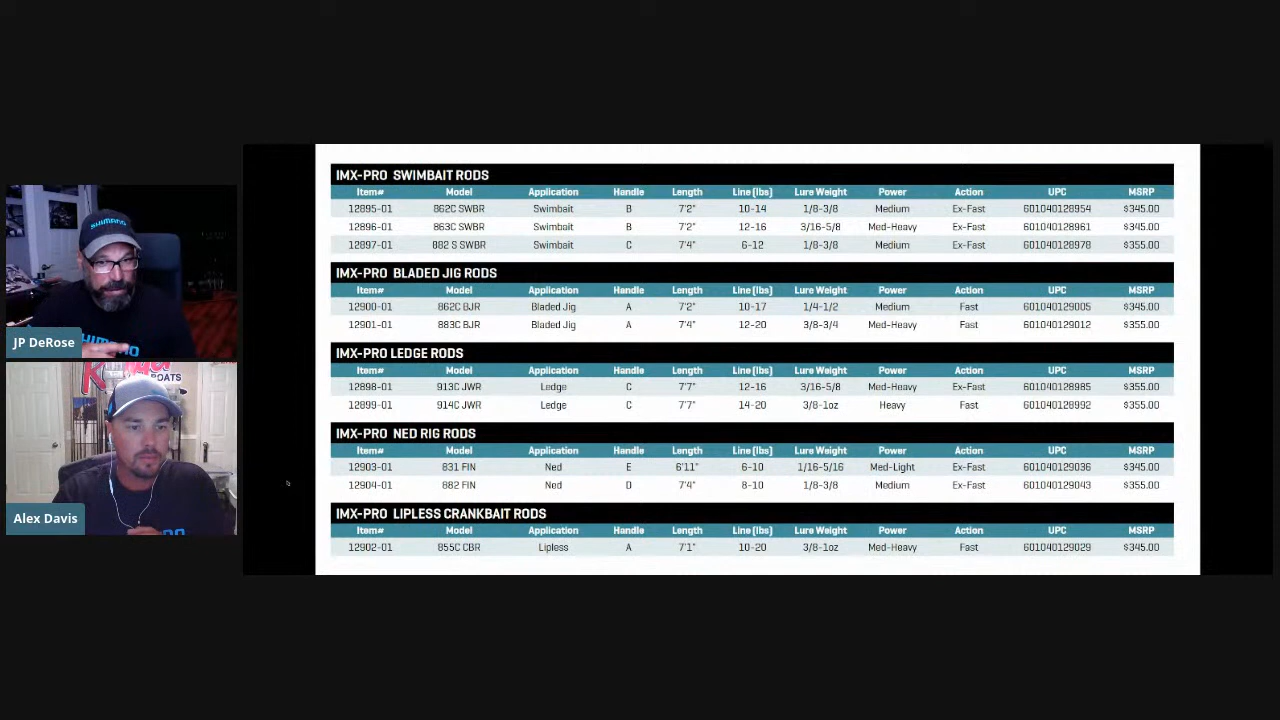 SHIMANO
JP DeRose
BOATS
Alex Davis
IMX-PRO SWIMBAIT RODS
Item# Model Application Handle Length Line (lbs) Lure Weight Power Action UPC MSRP
12895-01 862C SWBR Swimbait B 7'2" 10-14 1/8-3/8 Medium Ex-Fast 601040128954 $345.00
12896-01 863C SWBR Swimbait B 7'2" 12-16 3/16-5/8 Med-Heavy Ex-Fast 601040128961 $345.00
12897-01 882 S SWBR Swimbait C 7'4" 6-12 1/8-3/8 Medium Ex-Fast 601040128978 $355.00
IMX-PRO BLADED JIG RODS
Item# Model Application Handle Length Line (lbs) Lure Weight Power Action UPC MSRP
12900-01 862C BJR Bladed Jig A 7'2" 10-17 1/4-1/2 Medium Fast 601040129005 $345.00
12901-01 883C BJR Bladed Jig A 7'4" 12-20 3/8-3/4 Med-Heavy Fast 601040129012 $355.00
IMX-PRO LEDGE RODS
Item# Model Application Handle Length Line (lbs) Lure Weight Power Action UPC MSRP
12898-01 913C JWR Ledge C 7'7" 12-16 3/16-5/8 Med-Heavy Ex-Fast 601040128985 $355.00
12899-01 914C JWR Ledge C 7'7" 14-20 3/8-1oz Heavy Fast 601040128992 $355.00
IMX-PRO NED RIG RODS
Item# Model Application Handle Length Line (lbs) Lure Weight Power Action UPC MSRP
12903-01 831 FIN Ned E 6'11" 6-10 1/16-5/16 Med-Light Ex-Fast 601040129036 $345.00
12904-01 882 FIN Ned D 7'4" 8-10 1/8-3/8 Medium Ex-Fast 601040129043 $355.00
IMX-PRO LIPLESS CRANKBAIT RODS
Item# Model Application Handle Length Line (lbs) Lure Weight Power Action UPC MSRP
12902-01 855C CBR Lipless A 7'1" 10-20 3/8-1oz Med-Heavy Fast 601040129029 $345.00